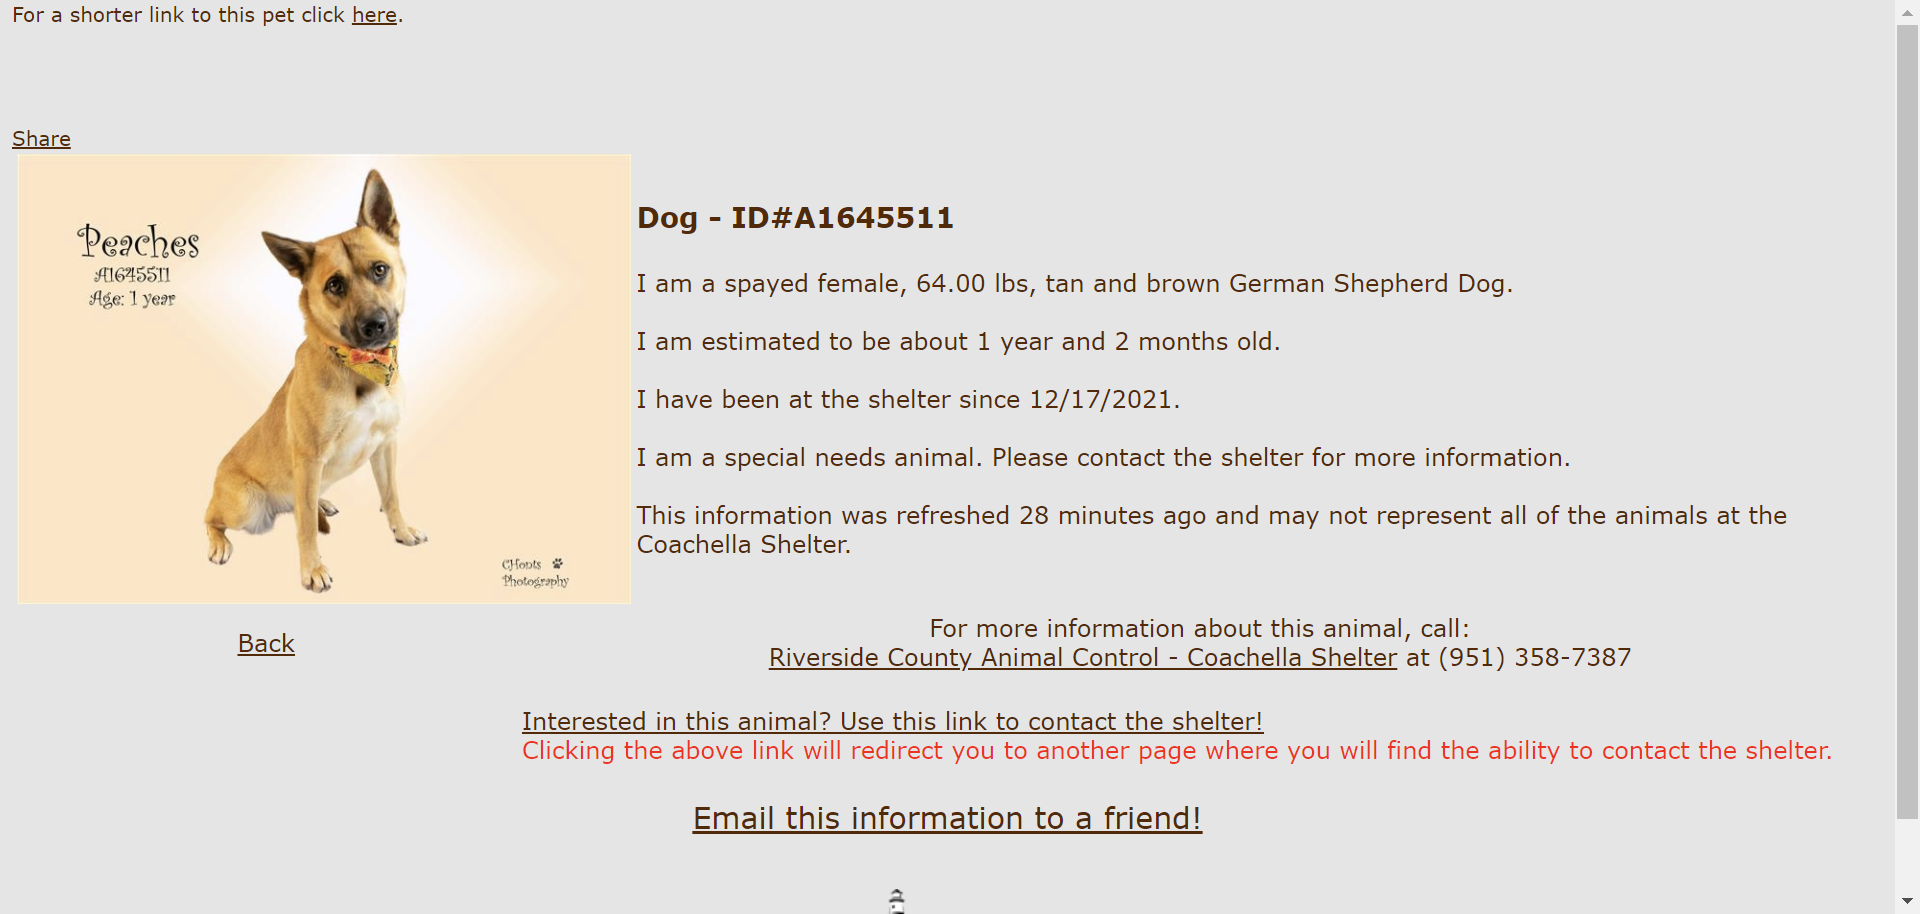 For a shorter link to this pet click here.
Share
Peaches
A1645511
Age: 1 year
CHonts
Photography
Dog - ID#A1645511
I am a spayed female, 64.00 lbs, tan and brown German Shepherd Dog.
I am estimated to be about 1 year and 2 months old.
I have been at the shelter since 12/17/2021.
I am a special needs animal. Please contact the shelter for more information.
This information was refreshed 28 minutes ago and may not represent all of the animals at the
Coachella Shelter.
Back
For more information about this animal, call:
Riverside County Animal Control - Coachella Shelter at (951) 358-7387
Interested in this animal? Use this link to contact the shelter!
Clicking the above link will redirect you to another page where you will find the ability to contact the shelter.
Email this information to a friend!